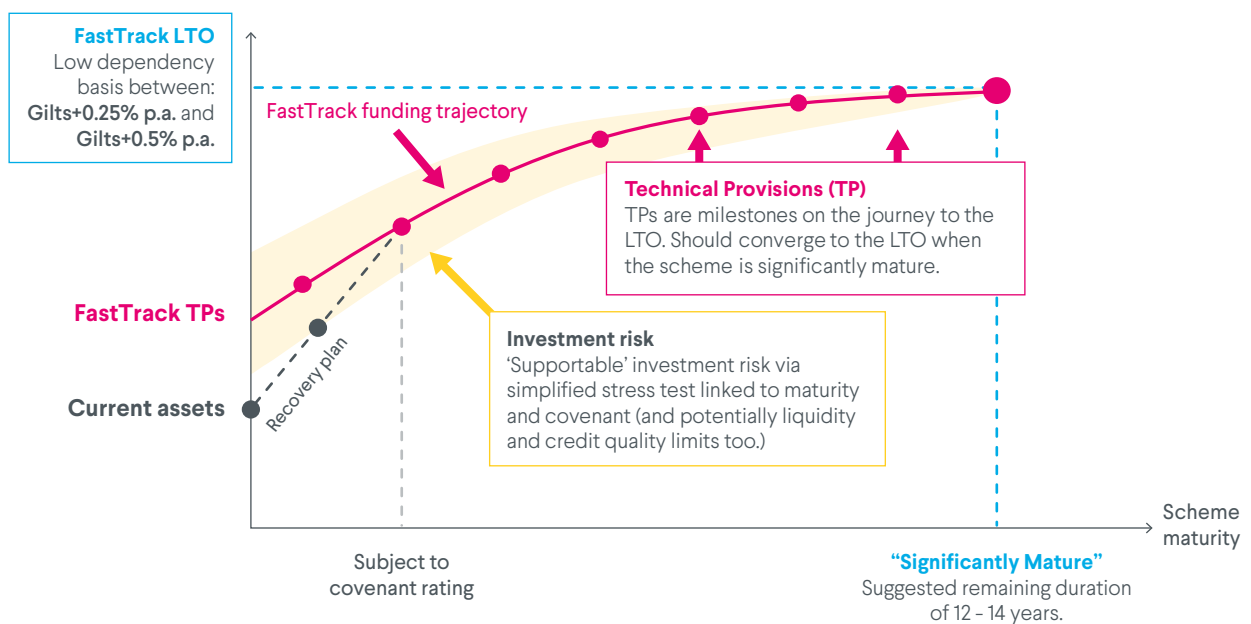 FastTrack LTO
Low dependency
basis between:
Gilts+0.25% p.a. and
Gilts+0.5% p.a.
FastTrack funding trajectory
Technical Provisions (TP)
TPs are milestones on the journey to the
LTO. Should converge to the LTO when
the scheme is significantly mature.
FastTrack TPs
Investment risk
‘Supportable’ investment risk via
simplified stress test linked to maturity
and covenant (and potentially liquidity
and credit quality limits too.)
Current assets
Recovery plan
Scheme
maturity
Subject to
covenant rating
“Significantly Mature”
Suggested remaining duration
of 12 - 14 years.